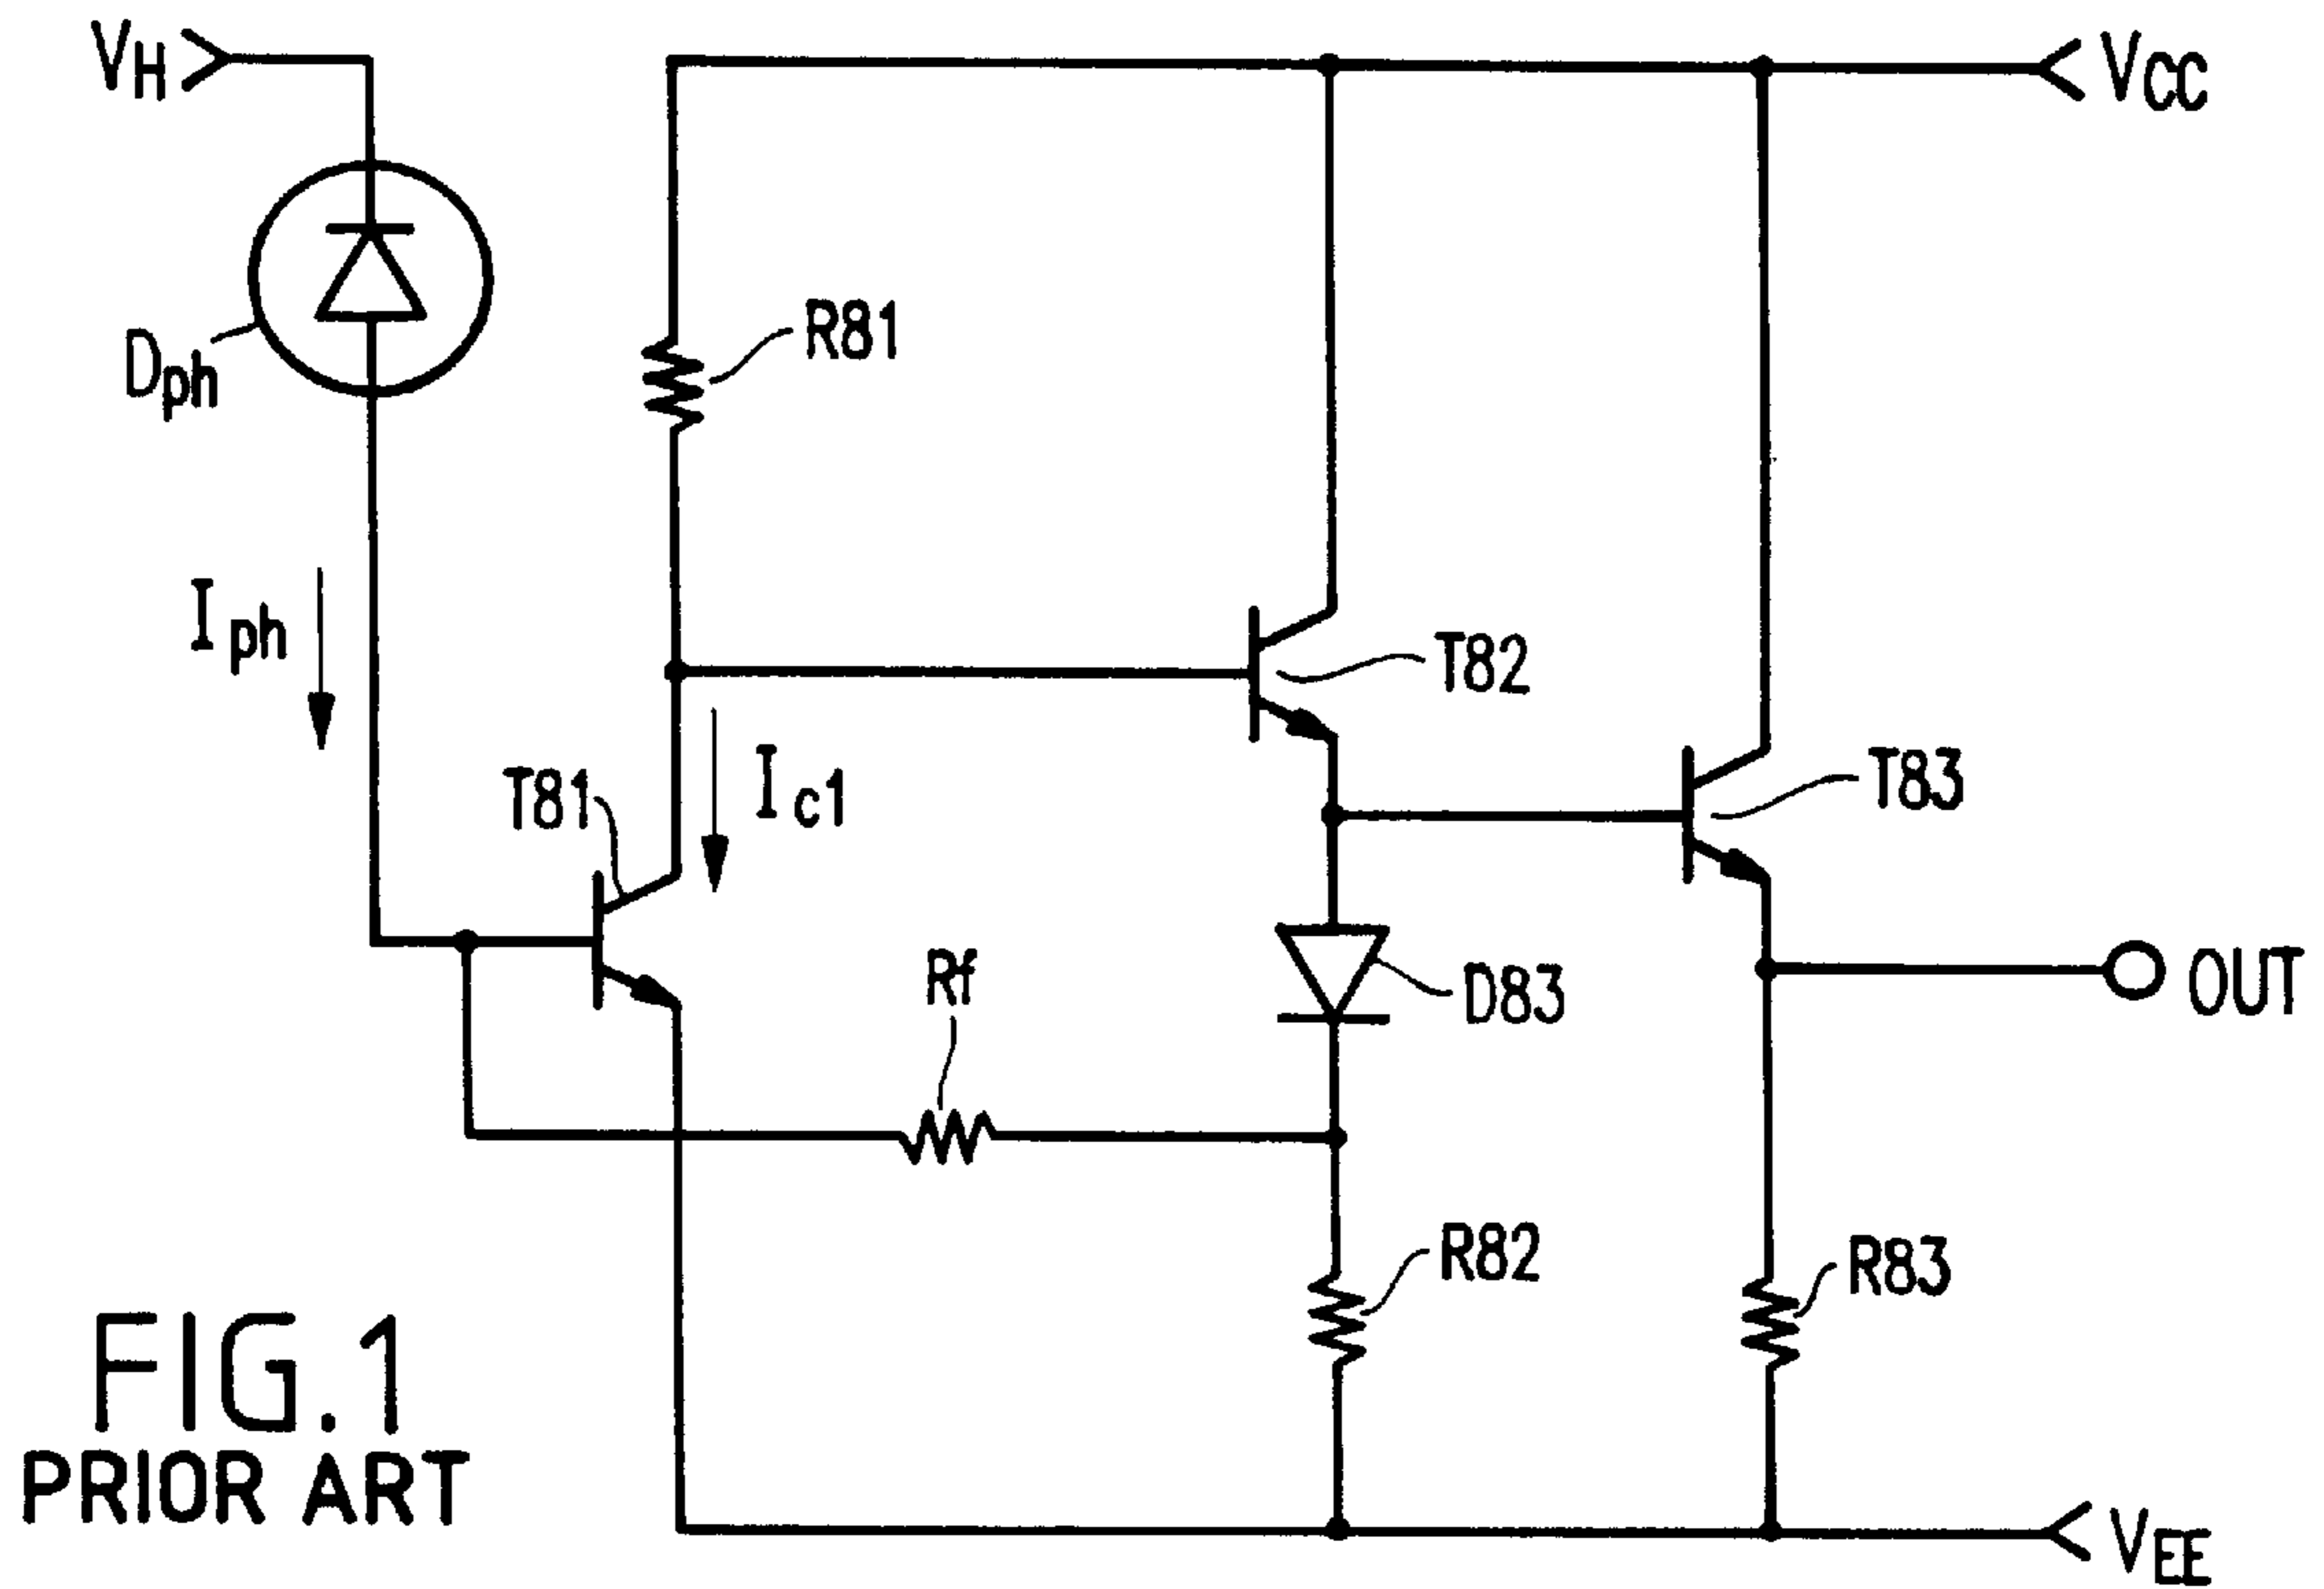 VH
VCC
R81
Dph
Iph
T82
T81
Ic1
T83
Rf
D83
OUT
R82
R83
FIG.1
PRIOR ART
VEE